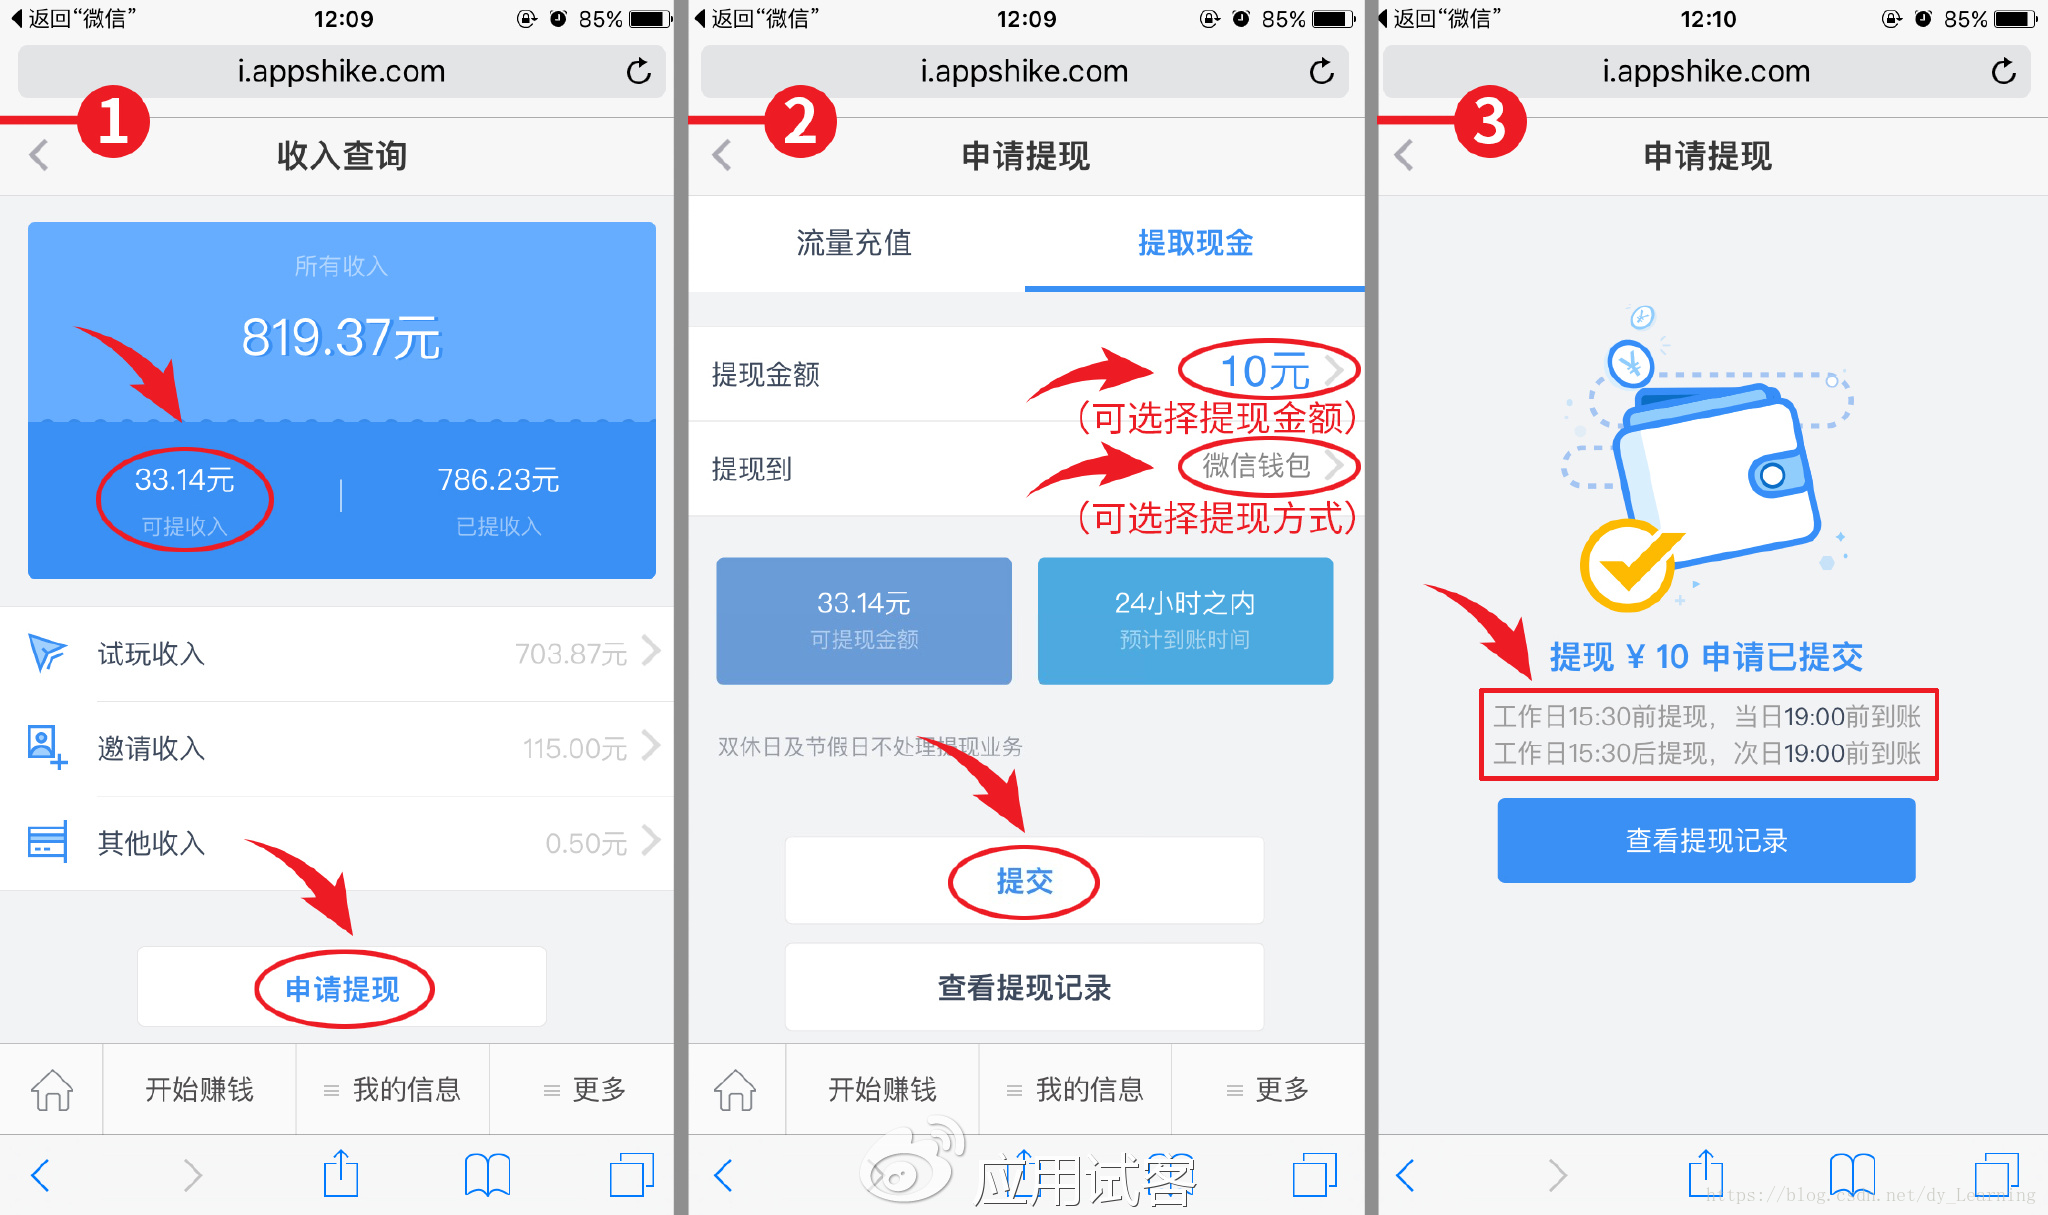 返回“微信”
12:09
85%
i.appshike.com
1
收入查询
所有收入
819.37元
33.14元
可提收入
786.23元
已提收入
试玩收入
703.87元
邀请收入
115.00元
其他收入
0.50元
申请提现
开始赚钱
我的信息
更多
返回“微信”
12:09
85%
i.appshike.com
2
申请提现
流量充值
提取现金
提现金额
10元
（可选择提现金额）
提现到
微信钱包
（可选择提现方式）
33.14元
可提现金额
24小时之内
预计到账时间
双休日及节假日不处理提现业务
提交
查看提现记录
开始赚钱
我的信息
更多
应用试客
返回“微信”
12:10
85%
i.appshike.com
3
申请提现
提现 ¥ 10 申请已提交
工作日15:30前提现，当日19:00前到账
工作日15:30后提现，次日19:00前到账
查看提现记录
https://blog.csdn.net/dy_Learning